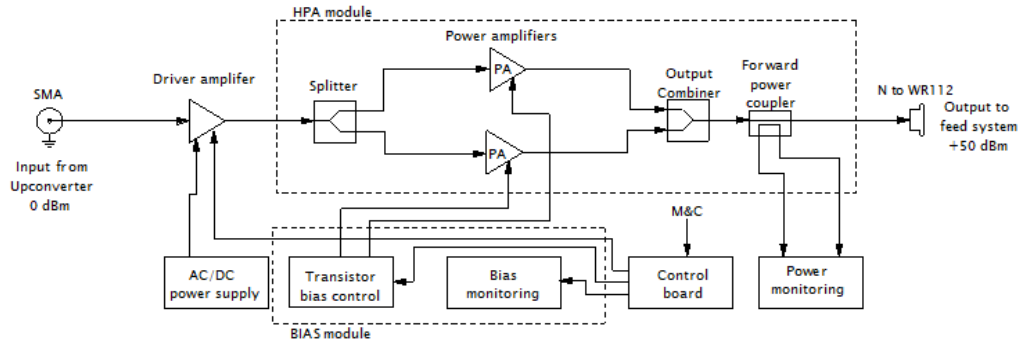 HPA module
Power amplifiers
Driver amplifer
Splitter
PA
Output
Combiner
Forward
power
coupler
N to WR112
SMA
Output to
feed system
+50 dBm
Input from
Upconverter
0 dBm
PA
M&C
AC/DC
power supply
Transistor
bias control
Bias
monitoring
Control
board
Power
monitoring
BIAS module